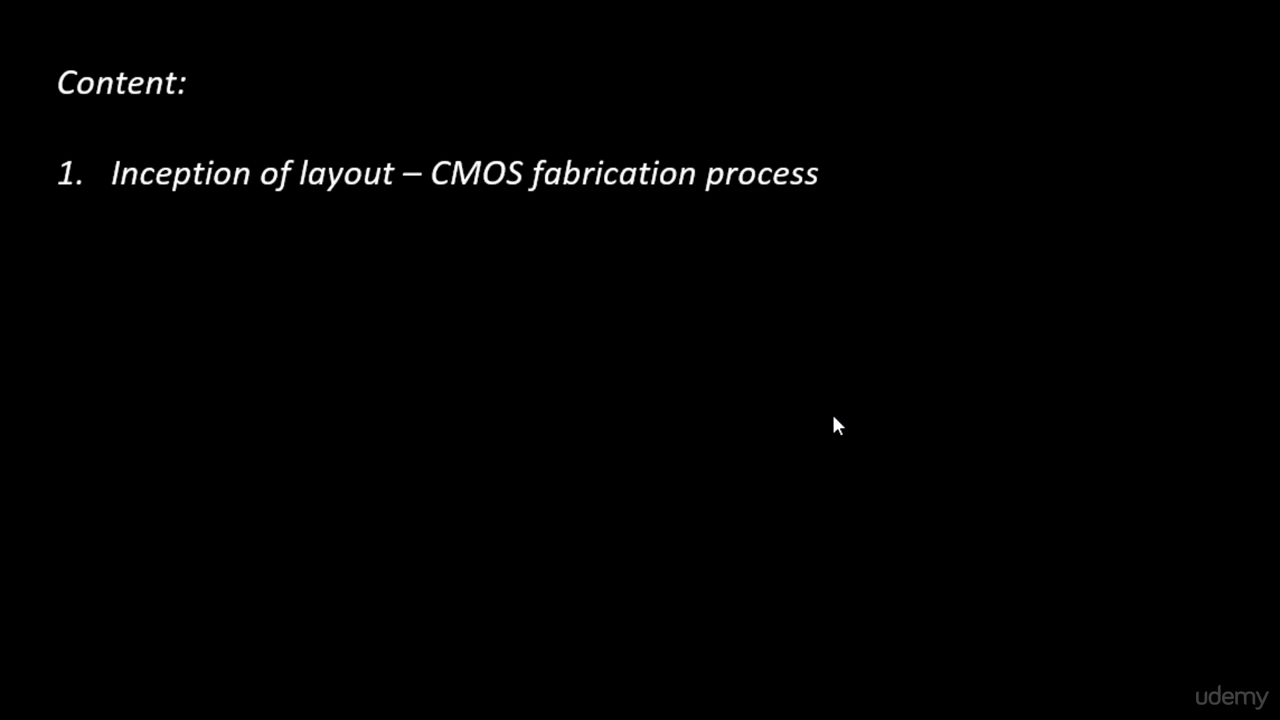 Content:
1. Inception of layout – CMOS fabrication process
udemy